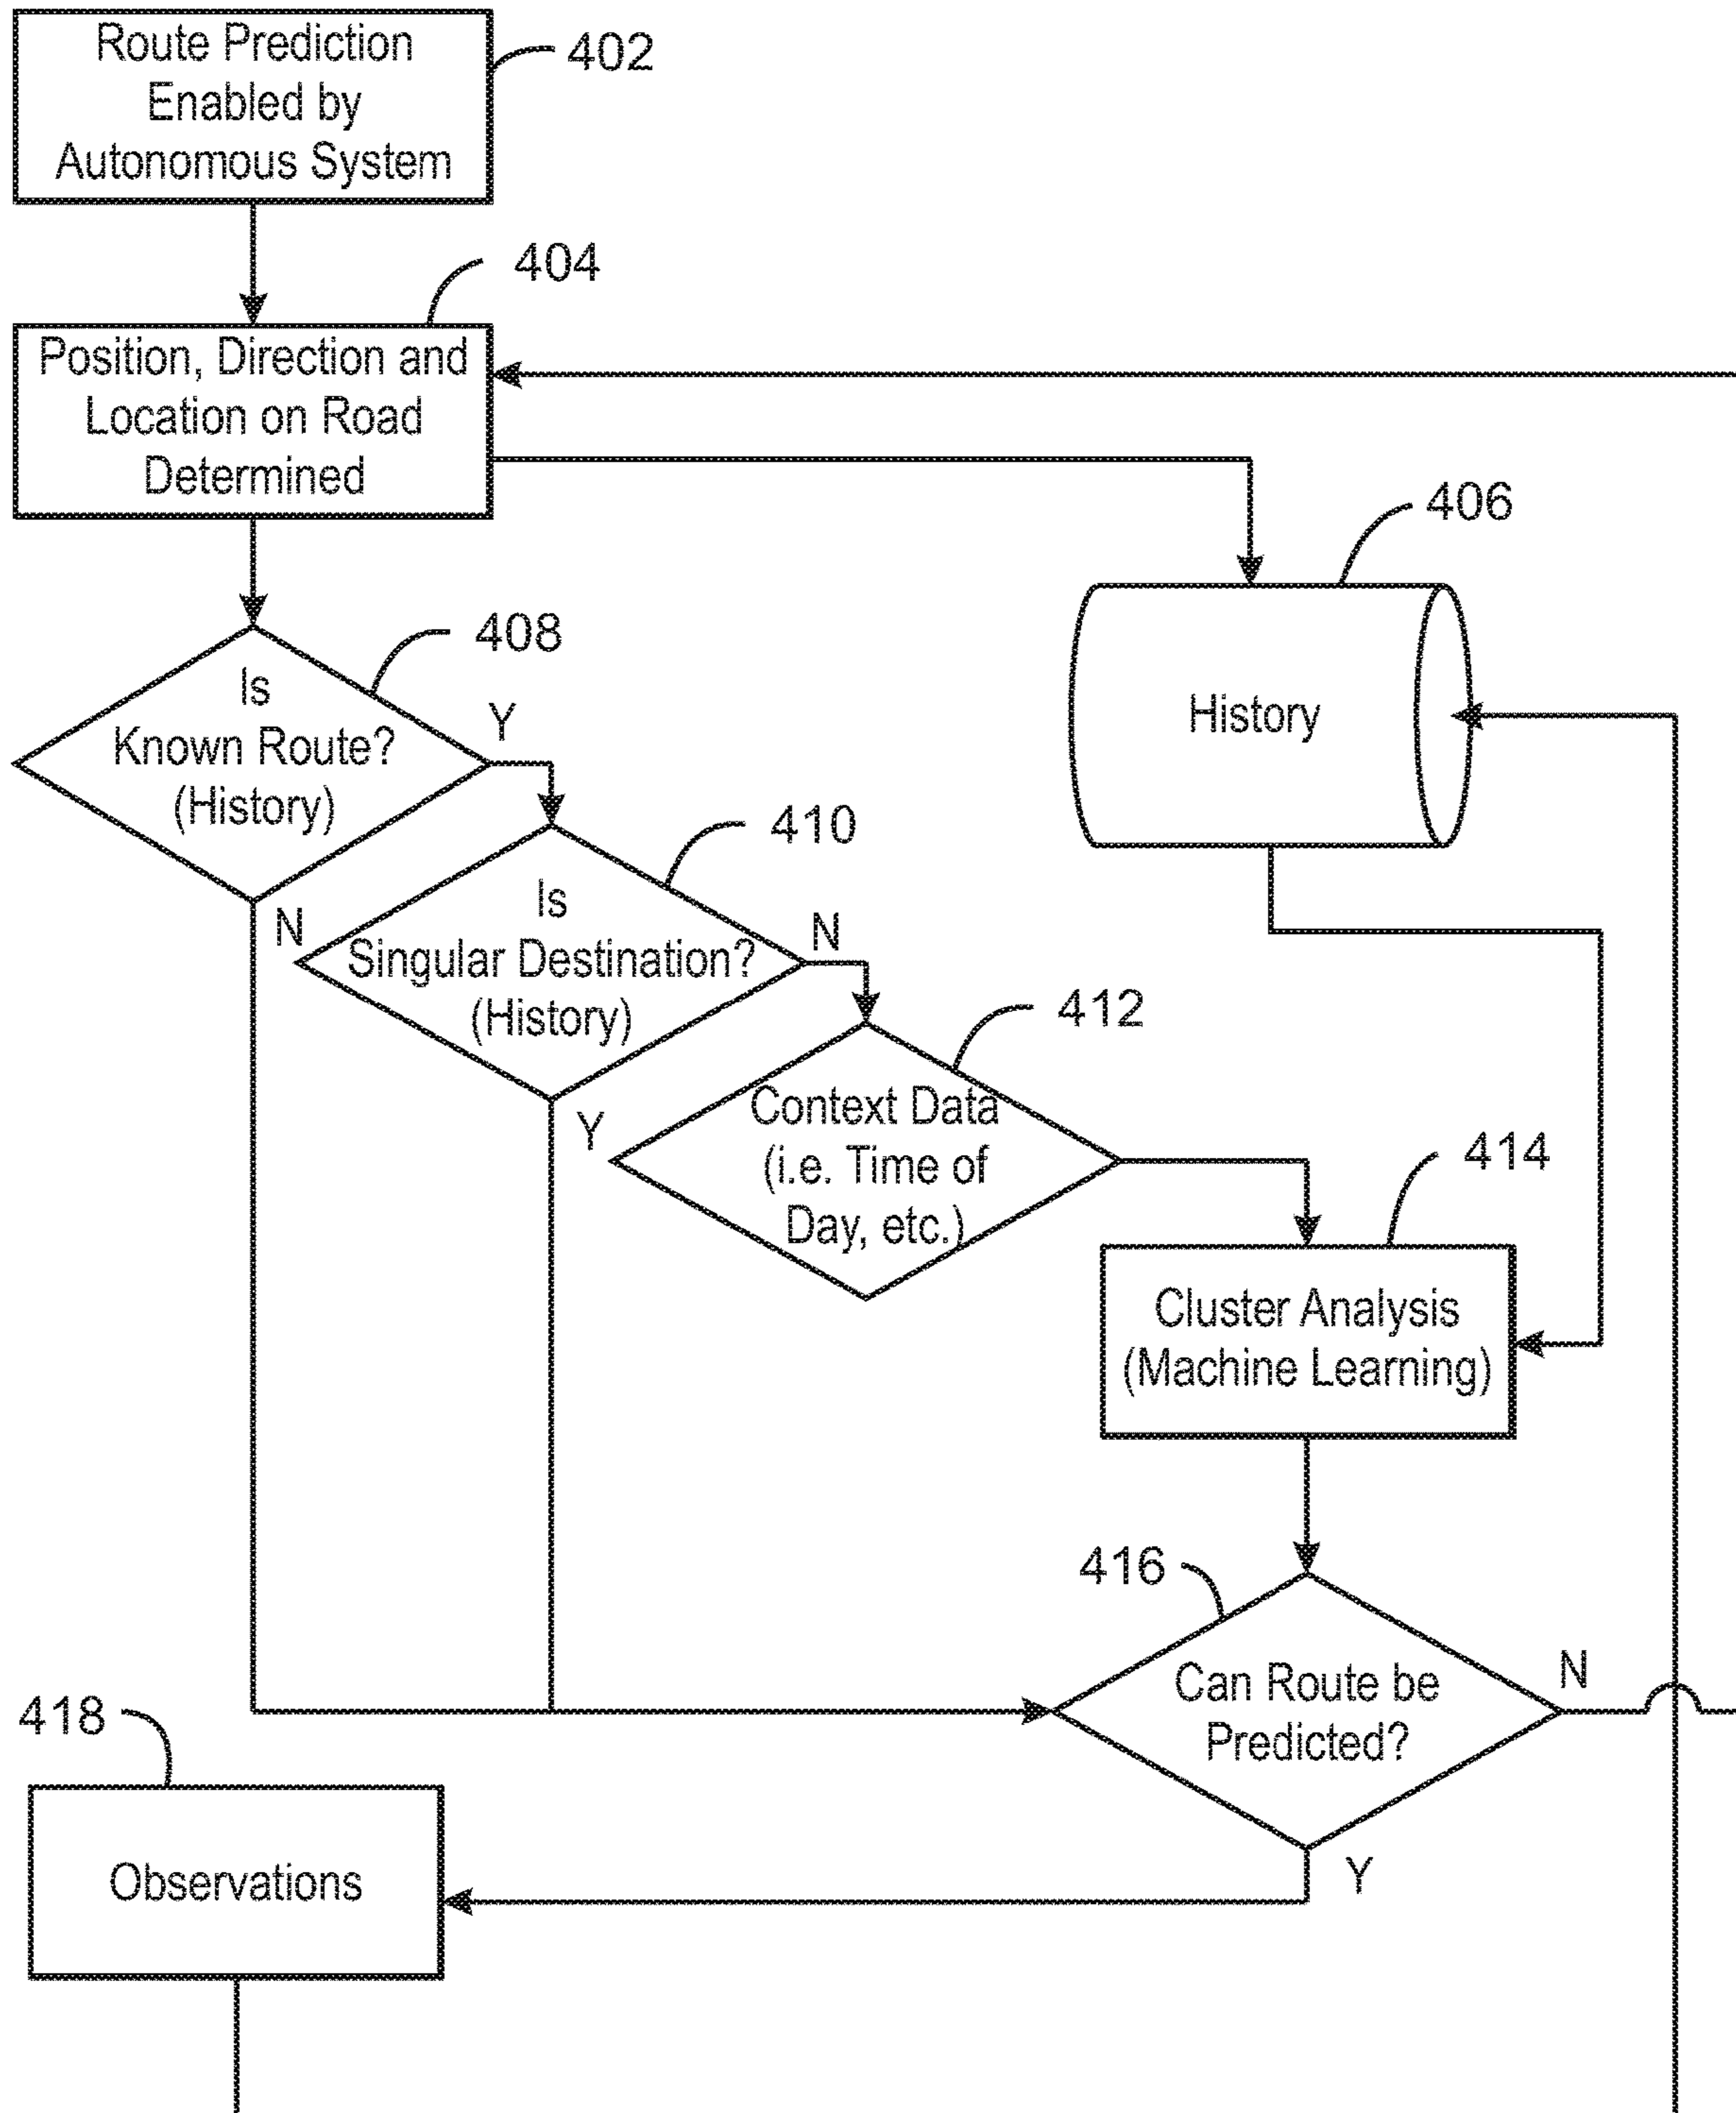 Route Prediction
Enabled by
Autonomous System
402
404
Position, Direction and
Location on Road
Determined
406
History
408
Is
Known Route?
(History)
Y
N
410
Is
Singular Destination?
(History)
N
Y
412
Context Data
(i.e. Time of
Day, etc.)
414
Cluster Analysis
(Machine Learning)
416
Can Route be
Predicted?
N
Y
418
Observations